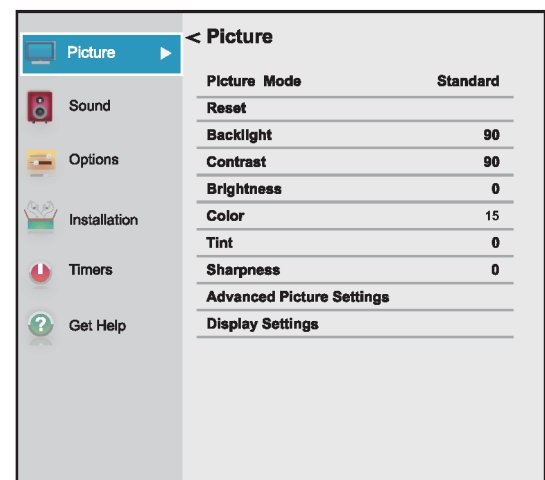 Picture
Sound
Options
Installation
Timers
Get Help
< Picture
Picture Mode Standard
Reset
Backlight 90
Contrast 90
Brightness 0
Color 15
Tint 0
Sharpness 0
Advanced Picture Settings
Display Settings